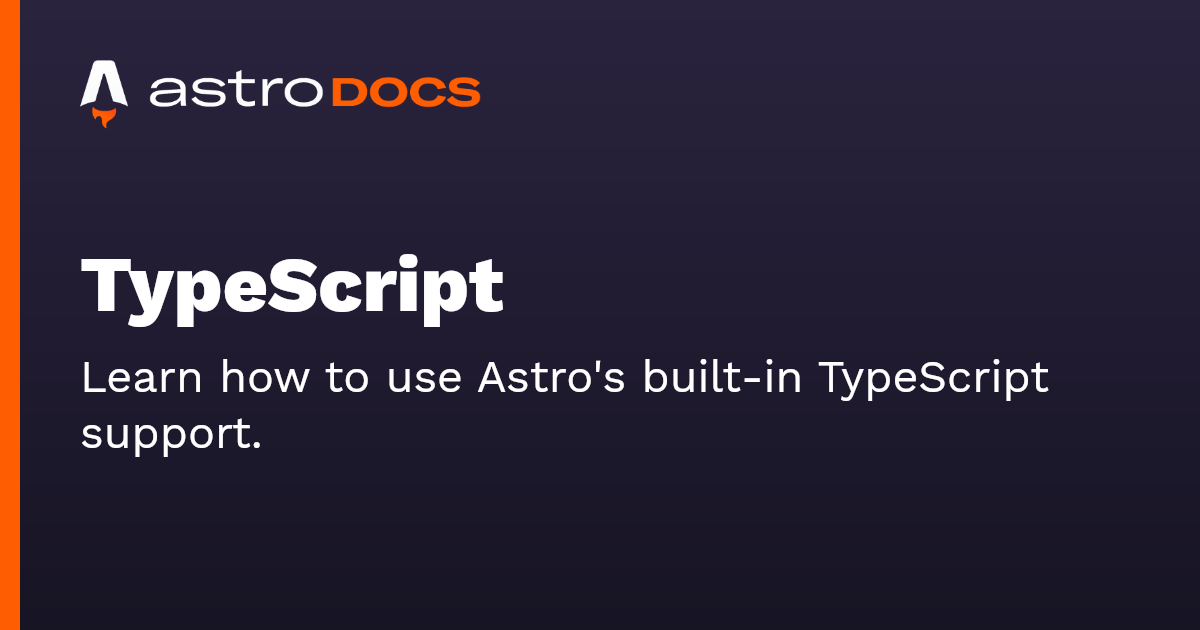 astro DOCS
TypeScript
Learn how to use Astro's built-in TypeScript
support.